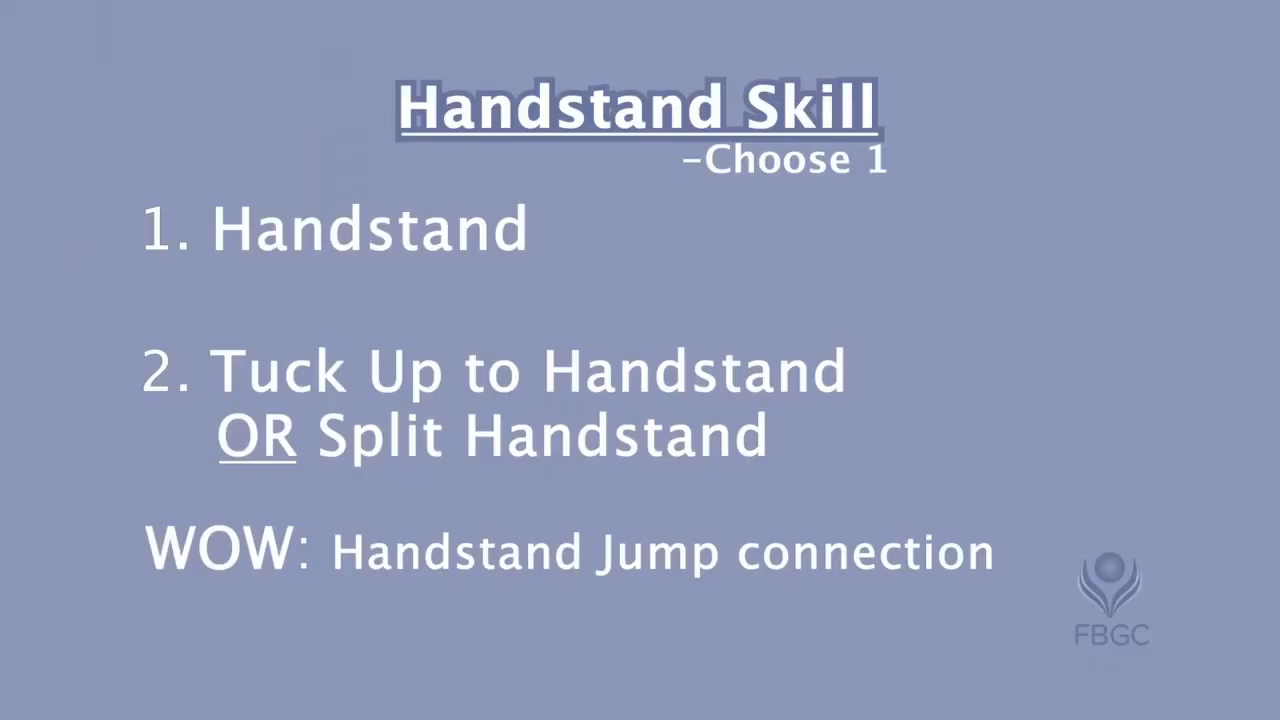 Handstand Skill
-Choose 1
1. Handstand
2. Tuck Up to Handstand
OR Split Handstand
WOW: Handstand Jump connection
FBGC